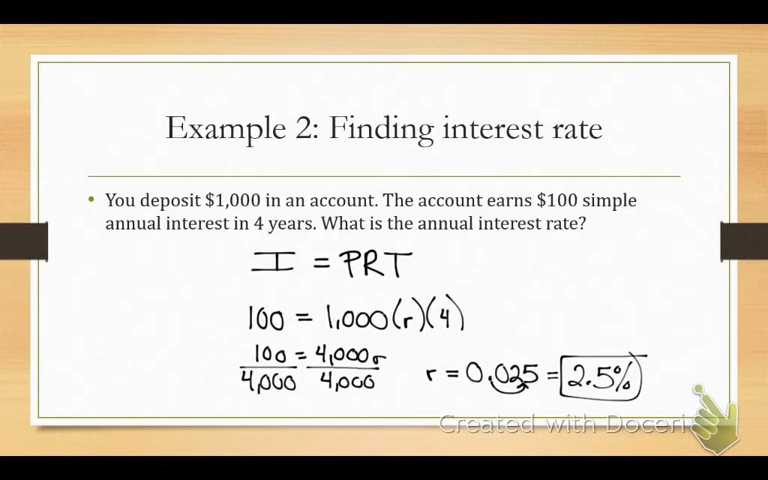 Example 2: Finding interest rate
• You deposit $1,000 in an account. The account earns $100 simple
annual interest in 4 years. What is the annual interest rate?
I = PRT
100 = 1,000(r)(4)
100/4,000 = 4,000r/4,000
r = 0.025 = 2.5%
Created with Doceri